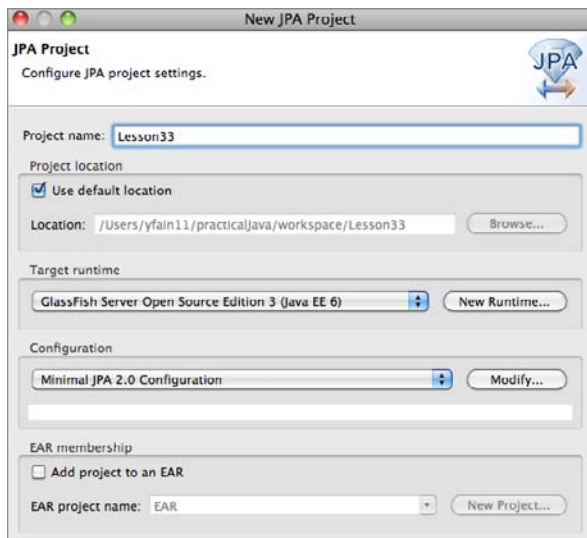 New JPA Project
JPA Project
Configure JPA project settings.
JPA
Project name: Lesson33
Project location
Use default location
Location: /Users/yfain11/practicalJava/workspace/Lesson33 Browse...
Target runtime
GlassFish Server Open Source Edition 3 (Java EE 6) New Runtime...
Configuration
Minimal JPA 2.0 Configuration Modify...
EAR membership
Add project to an EAR
EAR project name: EAR New Project...